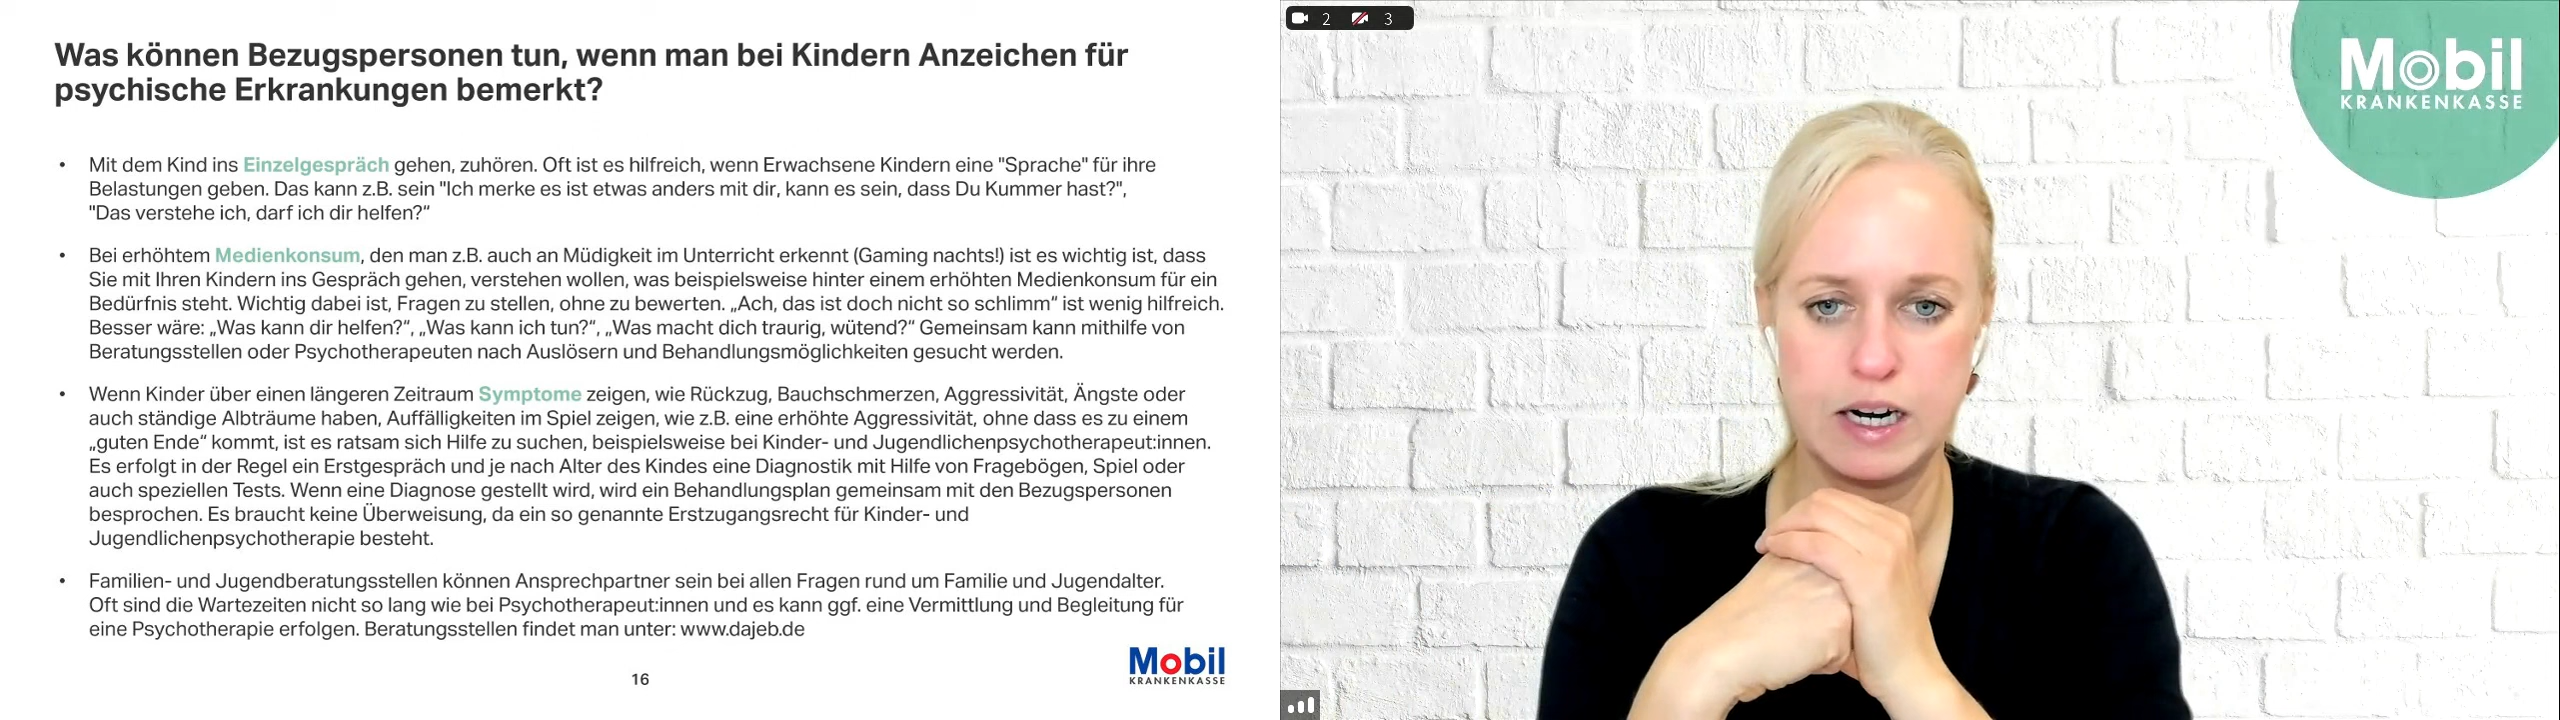 Was können Bezugspersonen tun, wenn man bei Kindern Anzeichen für
psychische Erkrankungen bemerkt?
• Mit dem Kind ins Einzelgespräch gehen, zuhören. Oft ist es hilfreich, wenn Erwachsene Kindern eine "Sprache" für ihre
Belastungen geben. Das kann z.B. sein "Ich merke es ist etwas anders mit dir, kann es sein, dass Du Kummer hast?",
"Das verstehe ich, darf ich dir helfen?“
• Bei erhöhtem Medienkonsum, den man z.B. auch an Müdigkeit im Unterricht erkennt (Gaming nachts!) ist es wichtig ist, dass
Sie mit Ihren Kindern ins Gespräch gehen, verstehen wollen, was beispielsweise hinter einem erhöhten Medienkonsum für ein
Bedürfnis steht. Wichtig dabei ist, Fragen zu stellen, ohne zu bewerten. „Ach, das ist doch nicht so schlimm“ ist wenig hilfreich.
Besser wäre: „Was kann dir helfen?“, „Was kann ich tun?“, „Was macht dich traurig, wütend?“ Gemeinsam kann mithilfe von
Beratungsstellen oder Psychotherapeuten nach Auslösern und Behandlungsmöglichkeiten gesucht werden.
• Wenn Kinder über einen längeren Zeitraum Symptome zeigen, wie Rückzug, Bauchschmerzen, Aggressivität, Ängste oder
auch ständige Albträume haben, Auffälligkeiten im Spiel zeigen, wie z.B. eine erhöhte Aggressivität, ohne dass es zu einem
„guten Ende“ kommt, ist es ratsam sich Hilfe zu suchen, beispielsweise bei Kinder- und Jugendlichenpsychotherapeut:innen.
Es erfolgt in der Regel ein Erstgespräch und je nach Alter des Kindes eine Diagnostik mit Hilfe von Fragebögen, Spiel oder
auch speziellen Tests. Wenn eine Diagnose gestellt wird, wird ein Behandlungsplan gemeinsam mit den Bezugspersonen
besprochen. Es braucht keine Überweisung, da ein so genannte Erstzugangsrecht für Kinder- und
Jugendlichenpsychotherapie besteht.
• Familien- und Jugendberatungsstellen können Ansprechpartner sein bei allen Fragen rund um Familie und Jugendalter.
Oft sind die Wartezeiten nicht so lang wie bei Psychotherapeut:innen und es kann ggf. eine Vermittlung und Begleitung für
eine Psychotherapie erfolgen. Beratungsstellen findet man unter: www.dajeb.de
16
Mobil
KRANKENKASSE
2 3
Mobil
KRANKENKASSE